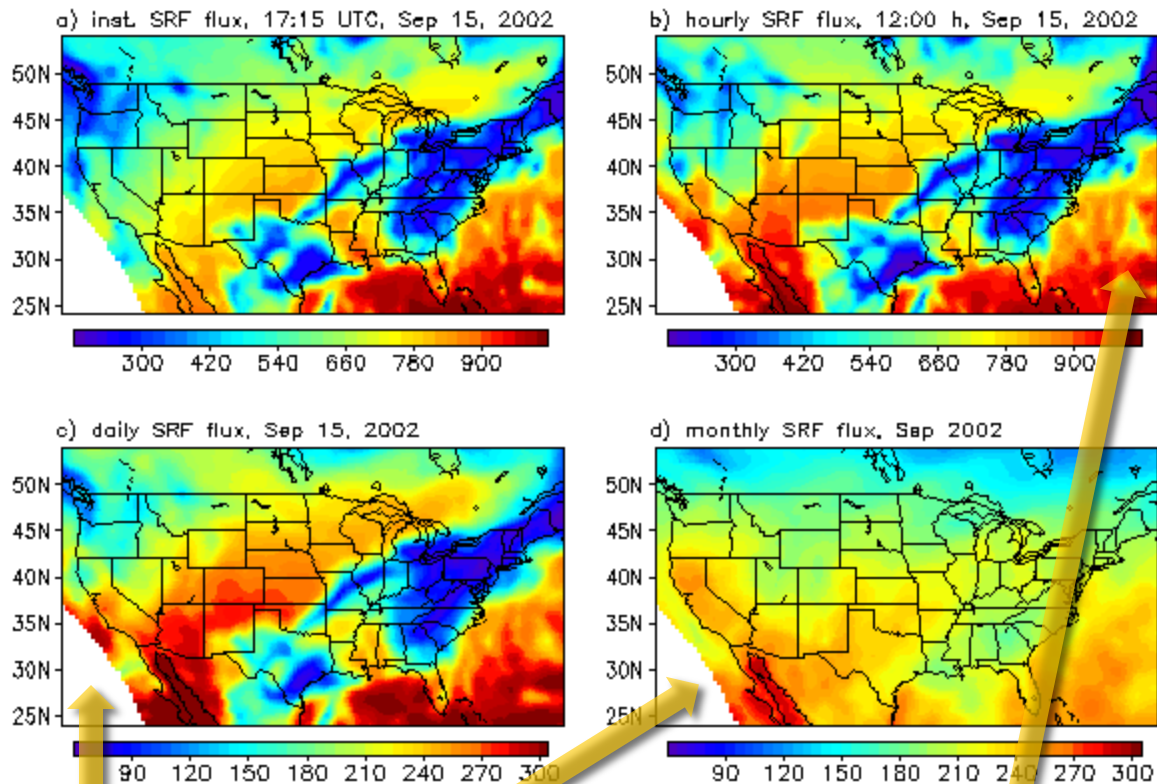 a) inst. SRF flux, 17:15 UTC, Sep 15, 2002
50N
45N
40N
35N
30N
25N
300 420 540 660 780 900
b) hourly SRF flux, 12:00 h, Sep 15, 2002
50N
45N
40N
35N
30N
25N
300 420 540 660 780 900
c) daily SRF flux, Sep 15, 2002
50N
45N
40N
35N
30N
25N
90 120 150 180 210 240 270 300
d) monthly SRF flux, Sep 2002
50N
45N
40N
35N
30N
25N
90 120 150 180 210 240 270 300